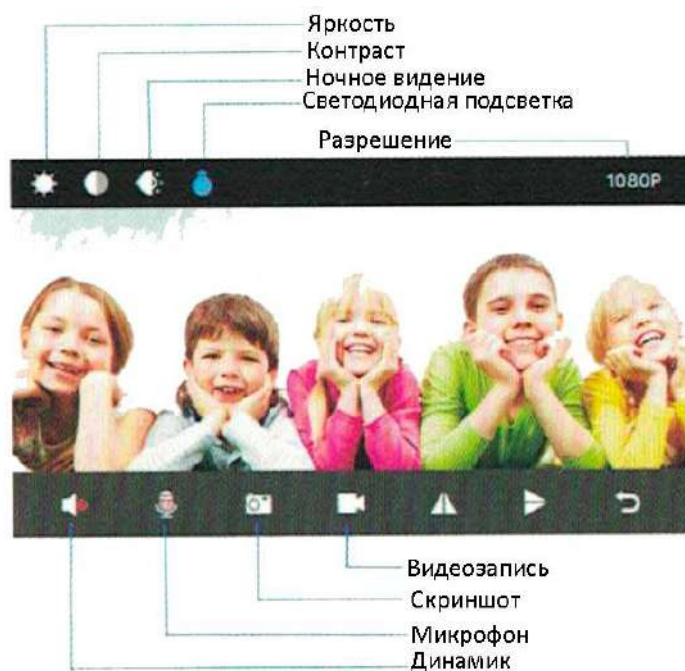 Яркость
Контраст
Ночное видение
Светодиодная подсветка
Разрешение
1080P
Видеозапись
Скриншот
Микрофон
Динамик